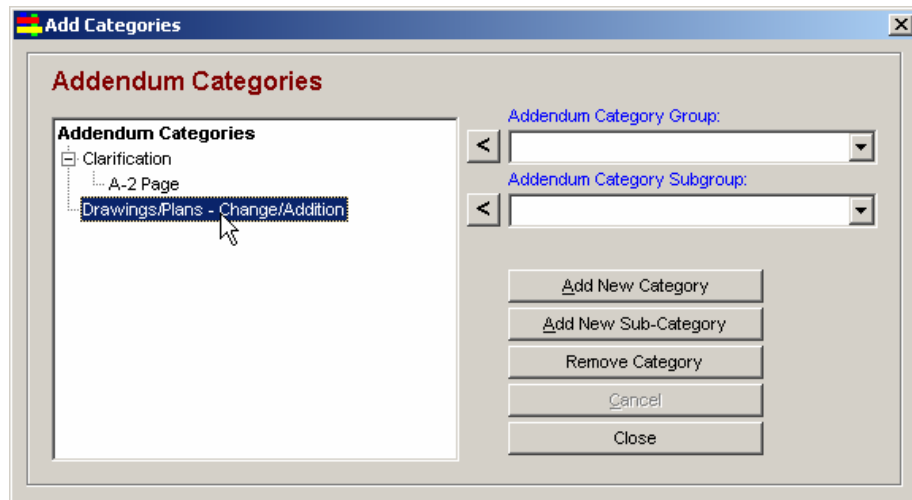 Add Categories
Addendum Categories
Addendum Categories
Clarification
A-2 Page
Drawings/Plans - Change/Addition
Addendum Category Group:
<
Addendum Category Subgroup:
<
Add New Category
Add New Sub-Category
Remove Category
Cancel
Close